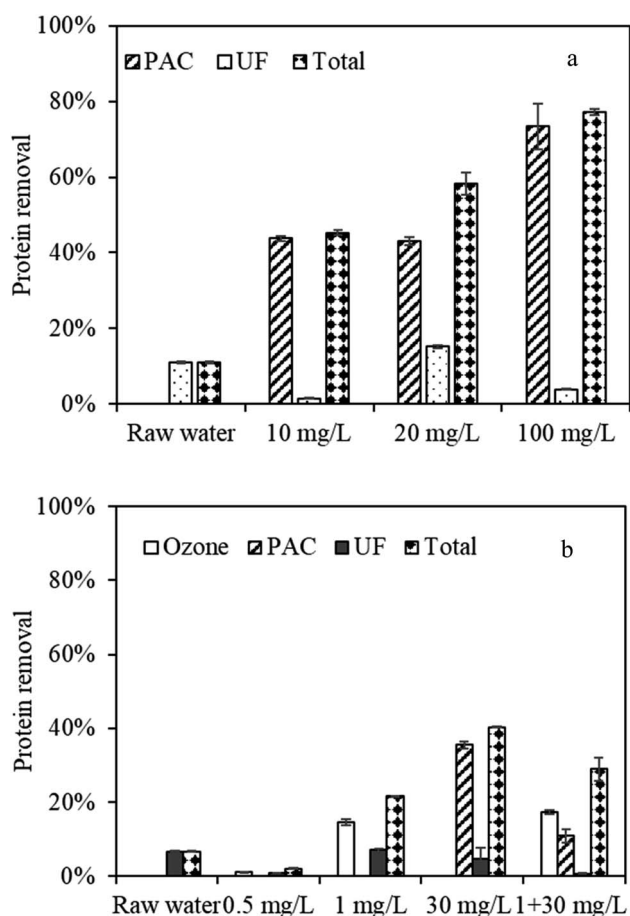 100%
PAC UF Total
a
80%
60%
40%
20%
0%
Protein removal
Raw water 10 mg/L 20 mg/L 100 mg/L
100%
Ozone PAC UF Total
b
80%
60%
40%
20%
0%
Protein removal
Raw water 0.5 mg/L 1 mg/L 30 mg/L 1+30 mg/L